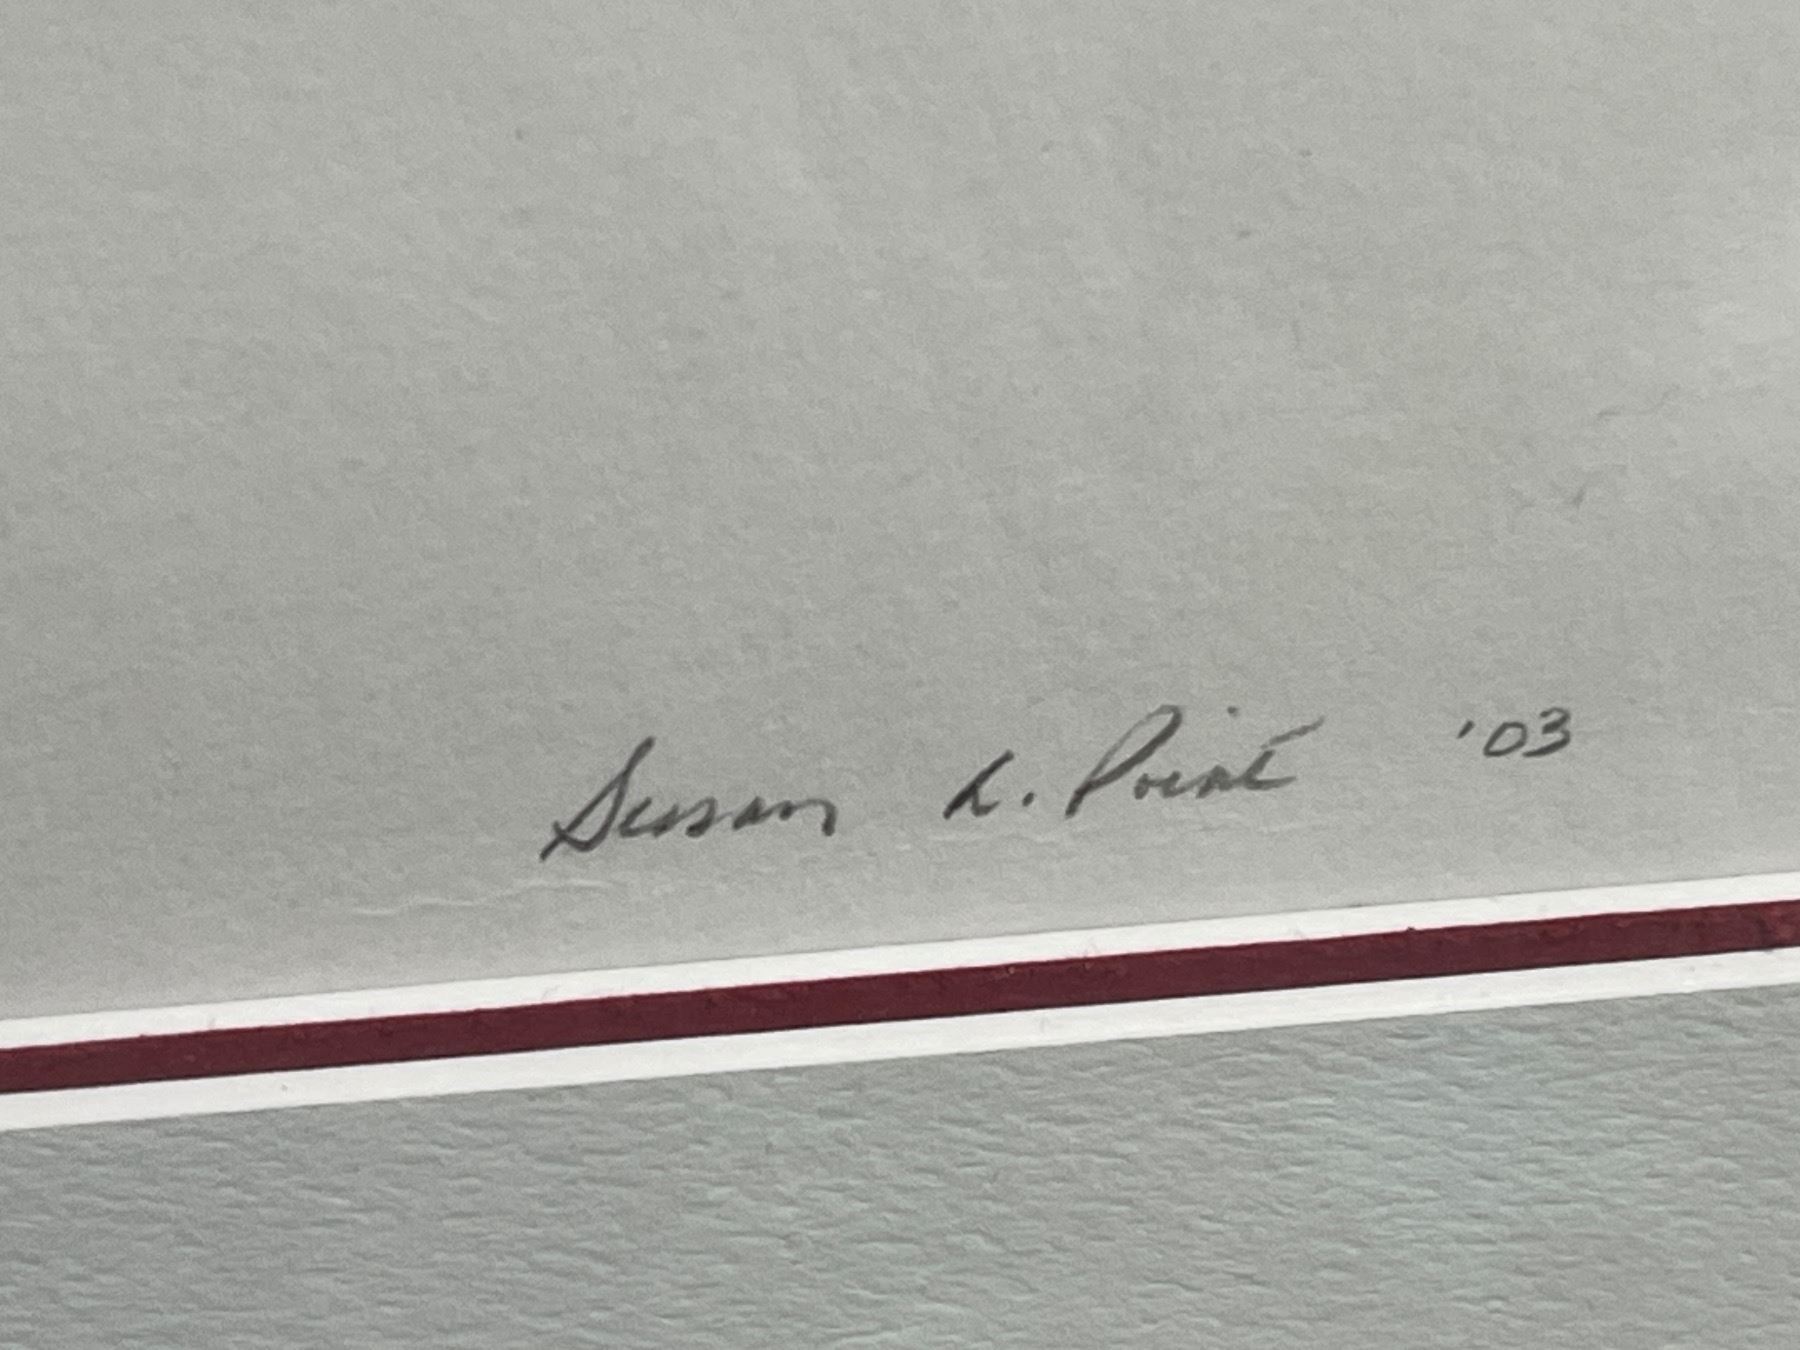 Susan A. Point '03